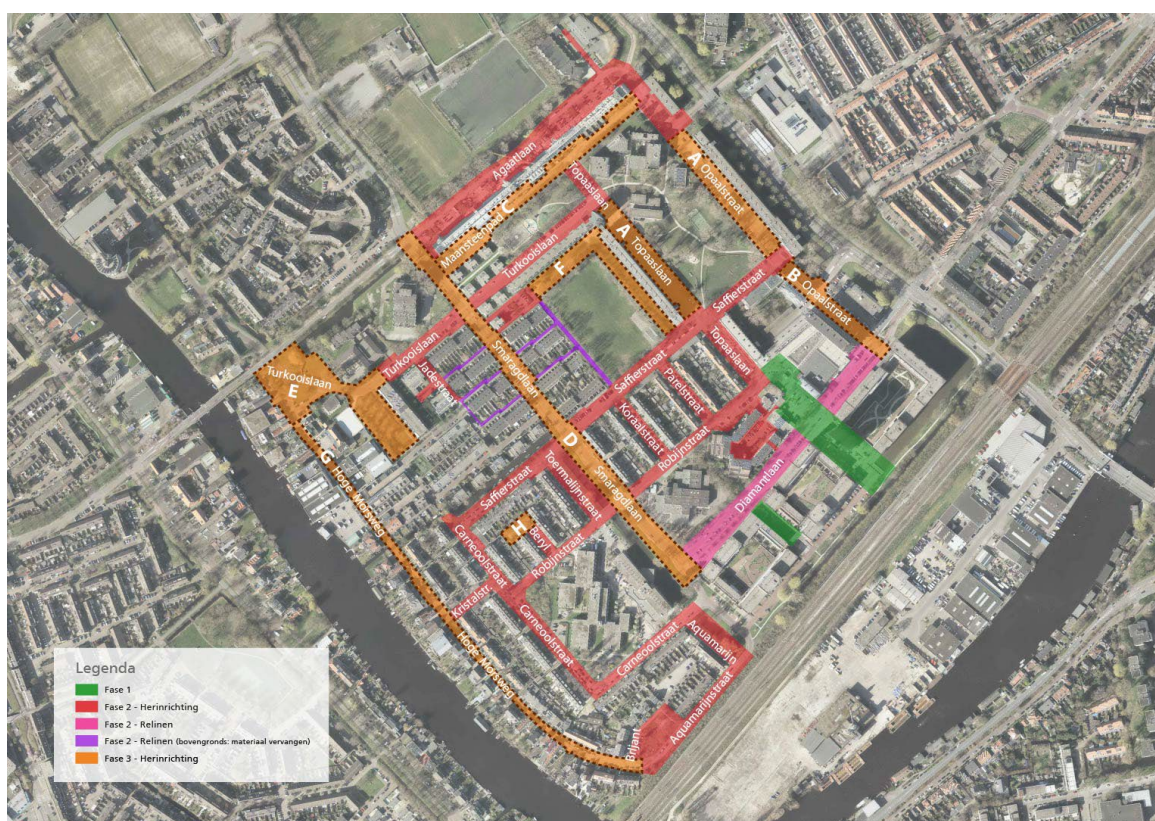 Agaatlaan
A
Opaalstraat
Topaaslaan
C
Maansteenpad
Turkooislaan
A
Topaaslaan
F
B
Opaalstraat
Saffierstraat
Turkooislaan
Smaragdlaan
Topaaslaan
Turkooislaan
E
Jadestraat
Saffierstraat
Parelstraat
Koraalstraat
D
Robijnstraat
G
Hoge Morsweg
Saffierstraat
Toermalijnstraat
Smaragdlaan
Diamantlaan
H
Beryl
Carneoolstraat
Robijnstraat
Kristalstr.
Carneoolstraat
Hoge Morsweg
Carneoolstraat
Aquamarijn
Aquamarijnstraat
Briljant
Legenda
Fase 1
Fase 2 - Herinrichting
Fase 2 - Relinen
Fase 2 - Relinen (bovengronds: materiaal vervangen)
Fase 3 - Herinrichting